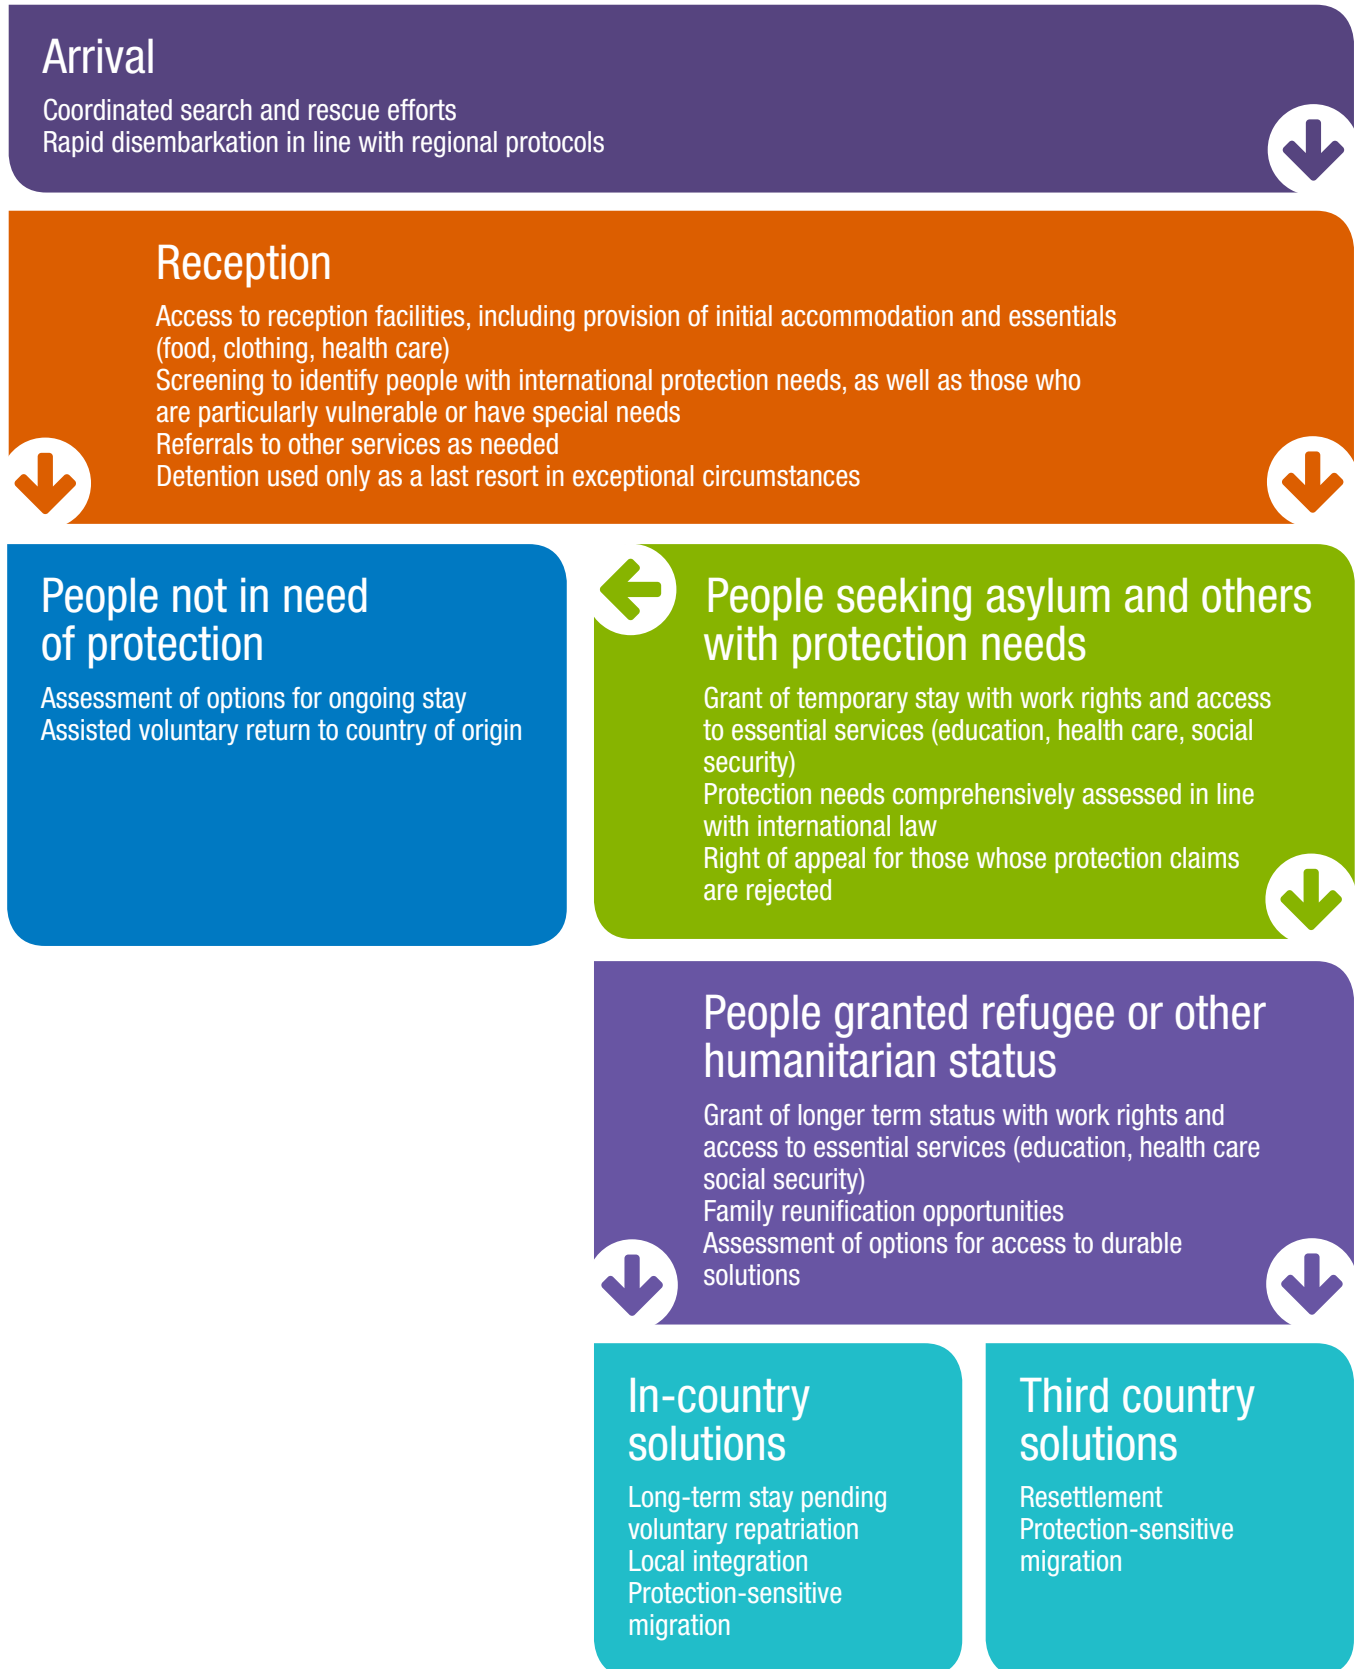 Arrival
Coordinated search and rescue efforts
Rapid disembarkation in line with regional protocols
Reception
Access to reception facilities, including provision of initial accommodation and essentials
(food, clothing, health care)
Screening to identify people with international protection needs, as well as those who
are particularly vulnerable or have special needs
Referrals to other services as needed
Detention used only as a last resort in exceptional circumstances
People not in need
of protection
Assessment of options for ongoing stay
Assisted voluntary return to country of origin
People seeking asylum and others
with protection needs
Grant of temporary stay with work rights and access
to essential services (education, health care, social
security)
Protection needs comprehensively assessed in line
with international law
Right of appeal for those whose protection claims
are rejected
People granted refugee or other
humanitarian status
Grant of longer term status with work rights and
access to essential services (education, health care
social security)
Family reunification opportunities
Assessment of options for access to durable
solutions
In-country
solutions
Long-term stay pending
voluntary repatriation
Local integration
Protection-sensitive
migration
Third country
solutions
Resettlement
Protection-sensitive
migration